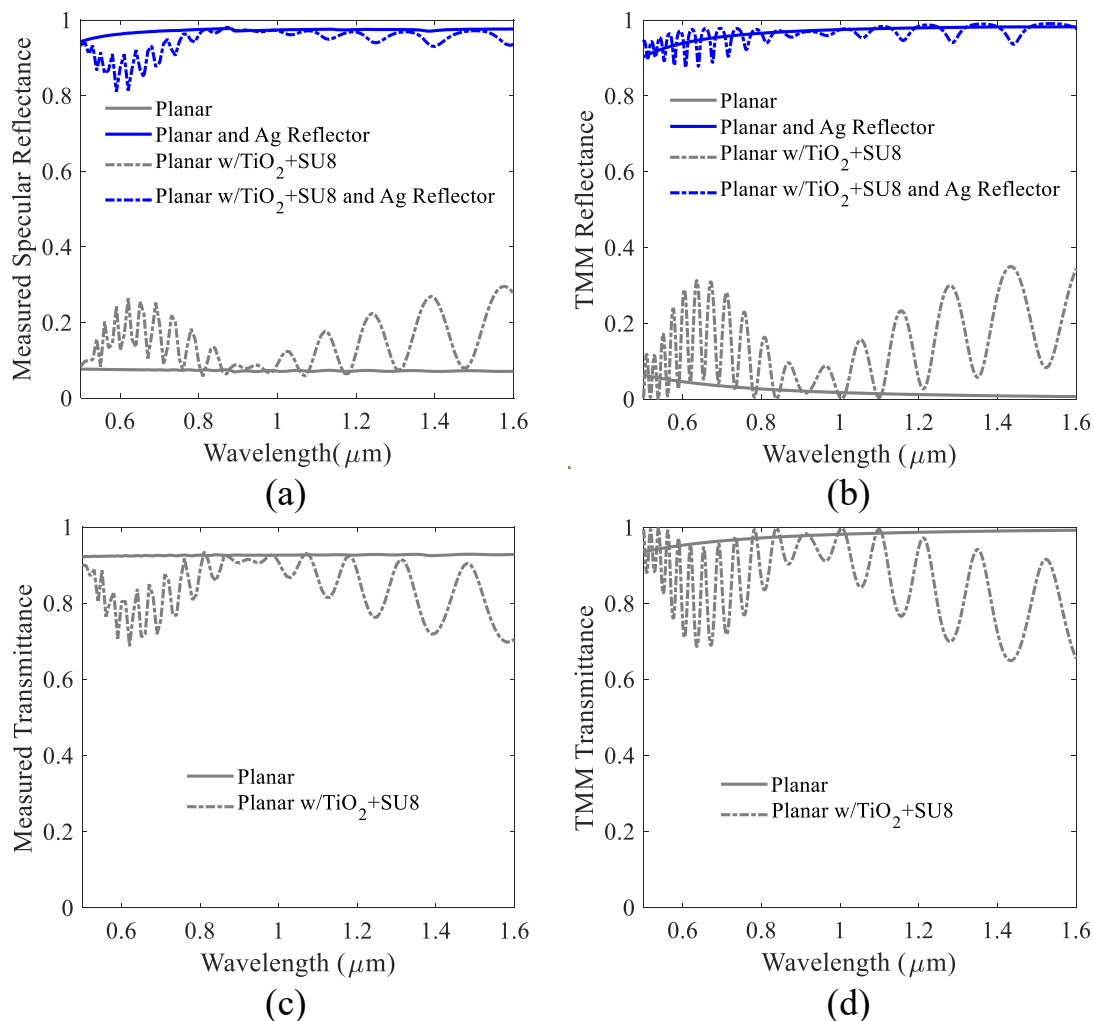 Measured Specular Reflectance
1
0.8
0.6
0.4
0.2
0
Planar
Planar and Ag Reflector
Planar w/TiO2+SU8
Planar w/TiO2+SU8 and Ag Reflector
0.6 0.8 1 1.2 1.4 1.6
Wavelength(μm)
(a)
TMM Reflectance
1
0.8
0.6
0.4
0.2
0
Planar
Planar and Ag Reflector
Planar w/TiO2+SU8
Planar w/TiO2+SU8 and Ag Reflector
0.6 0.8 1 1.2 1.4 1.6
Wavelength (μm)
(b)
Measured Transmittance
1
0.8
0.6
0.4
0.2
0
Planar
Planar w/TiO2+SU8
0.6 0.8 1 1.2 1.4 1.6
Wavelength (μm)
(c)
TMM Transmittance
1
0.8
0.6
0.4
0.2
0
Planar
Planar w/TiO2+SU8
0.6 0.8 1 1.2 1.4 1.6
Wavelength (μm)
(d)